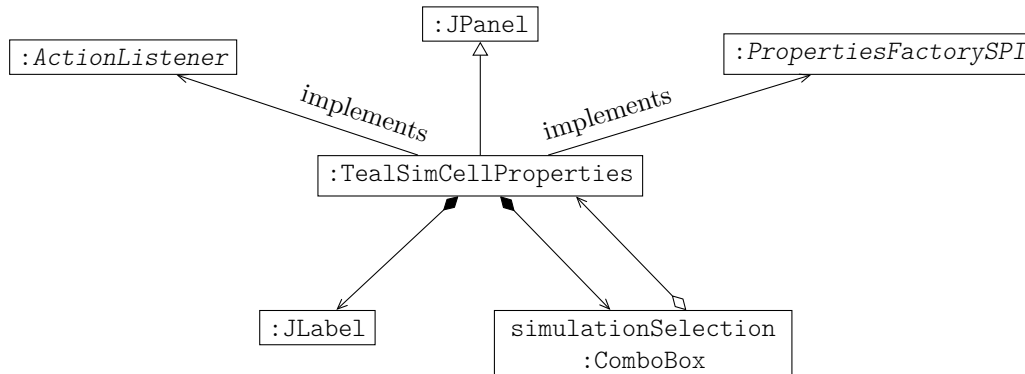 :JPanel
:ActionListener
:PropertiesFactorySPI
implements
implements
:TealSimCellProperties
:JLabel
simulationSelection
:ComboBox